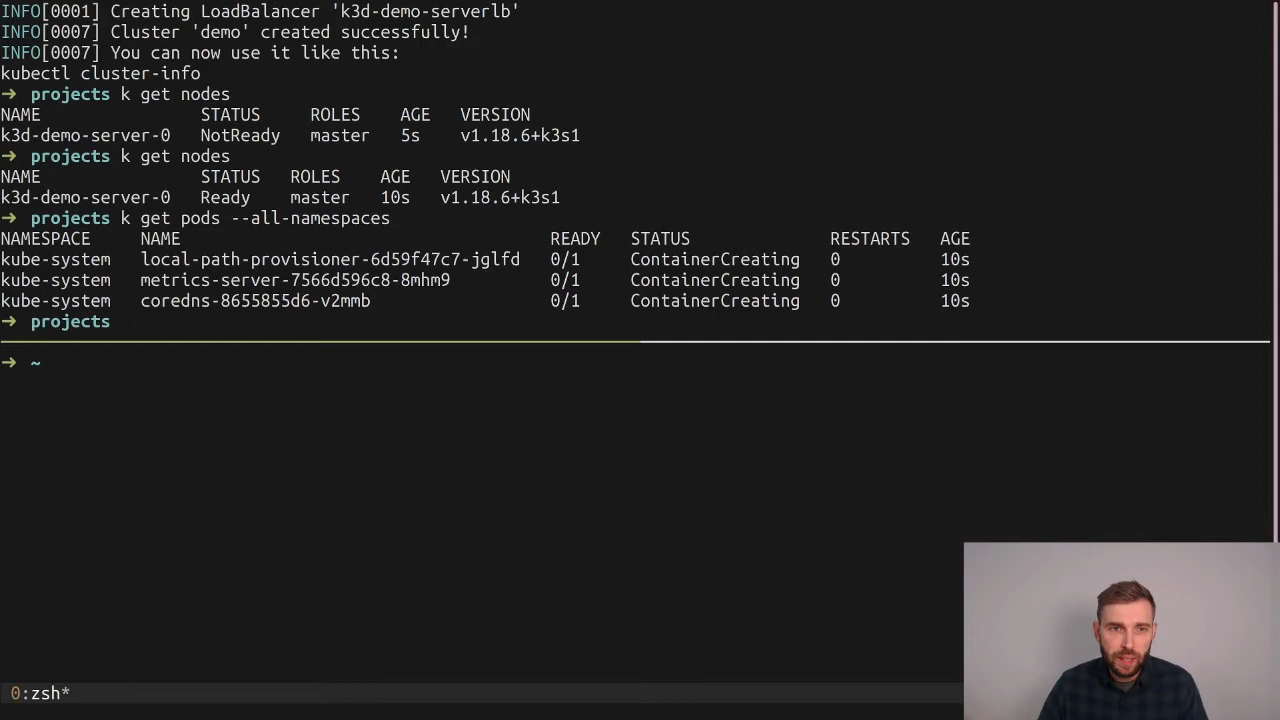 INFO[0001] Creating LoadBalancer 'k3d-demo-serverlb'
INFO[0007] Cluster 'demo' created successfully!
INFO[0007] You can now use it like this:
kubectl cluster-info
→ projects k get nodes
NAME STATUS ROLES AGE VERSION
k3d-demo-server-0 NotReady master 5s v1.18.6+k3s1
→ projects k get nodes
NAME STATUS ROLES AGE VERSION
k3d-demo-server-0 Ready master 10s v1.18.6+k3s1
→ projects k get pods --all-namespaces
NAMESPACE NAME READY STATUS RESTARTS AGE
kube-system local-path-provisioner-6d59f47c7-jglfd 0/1 ContainerCreating 0 10s
kube-system metrics-server-7566d596c8-8mhm9 0/1 ContainerCreating 0 10s
kube-system coredns-8655855d6-v2mmb 0/1 ContainerCreating 0 10s
→ projects
→ ~
0:zsh*